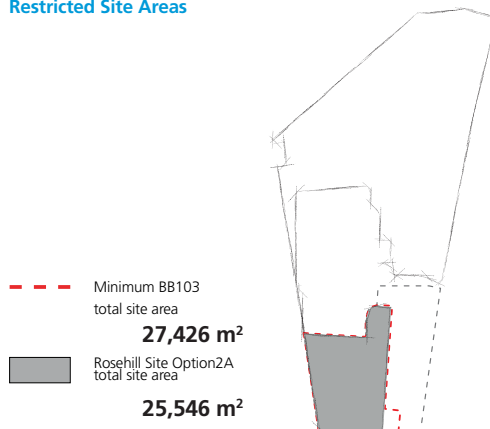 Restricted Site Areas
Minimum BB103
total site area
27,426 m²
Rosehill Site Option2A
total site area
25,546 m²